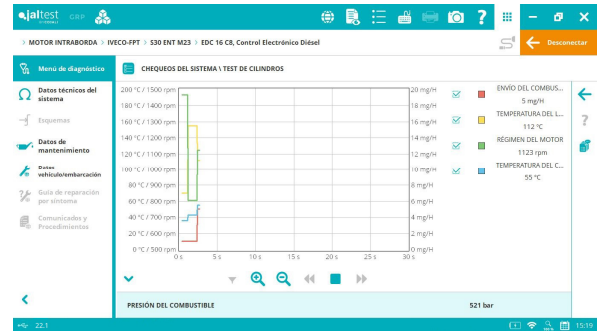 jaltest GRP
> MOTOR INTRABORDA > IVECO-FPT > S30 ENT M23 > EDC 16 C8, Control Electrónico Diésel
Desconectar
Menú de diagnóstico
CHEQUEOS DEL SISTEMA \ TEST DE CILINDROS
Datos técnicos del
sistema
Esquemas
Datos de
mantenimiento
Datos
vehículo/embarcación
Guía de reparación
por síntoma
Comunicados y
Procedimientos
200 °C / 1500 rpm
180 °C / 1400 rpm
160 °C / 1300 rpm
140 °C / 1200 rpm
120 °C / 1100 rpm
100 °C / 1000 rpm
80 °C / 900 rpm
60 °C / 800 rpm
40 °C / 700 rpm
20 °C / 600 rpm
0 °C / 500 rpm
20 mg/H
18 mg/H
16 mg/H
14 mg/H
12 mg/H
10 mg/H
8 mg/H
6 mg/H
4 mg/H
2 mg/H
0 mg/H
0 s 5 s 10 s 15 s 20 s 25 s 30 s
ENVÍO DEL COMBUS...
5 mg/H
TEMPERATURA DEL L...
112 °C
RÉGIMEN DEL MOTOR
1123 rpm
TEMPERATURA DEL C...
55 °C
PRESIÓN DEL COMBUSTIBLE 521 bar
22.1
15:19